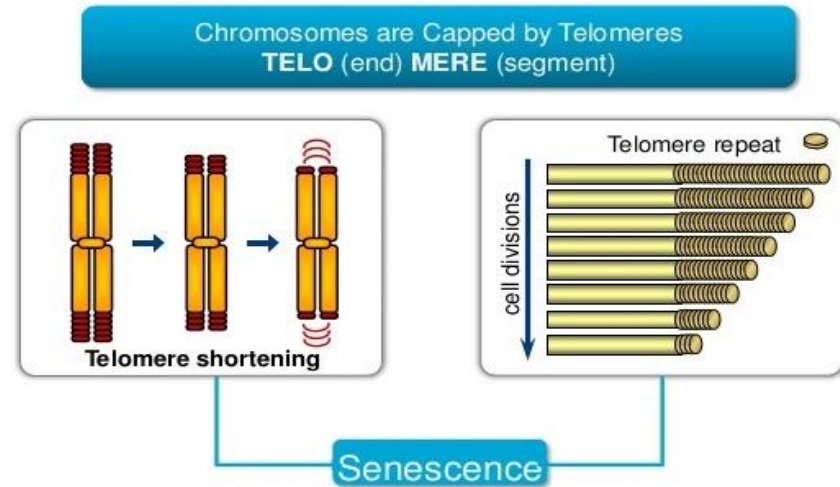 Chromosomes are Capped by Telomeres
TELO (end) MERE (segment)
Telomere shortening
Telomere repeat
cell divisions
Senescence